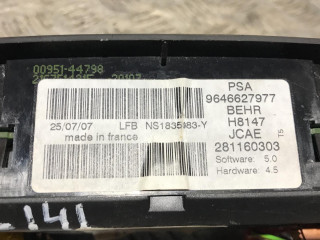 00951-44798
PSA
9646627977
BEHR
H8147
JCAE
281160303
Software: 5.0
Hardware: 4.5
25/07/07 LFB
made in france